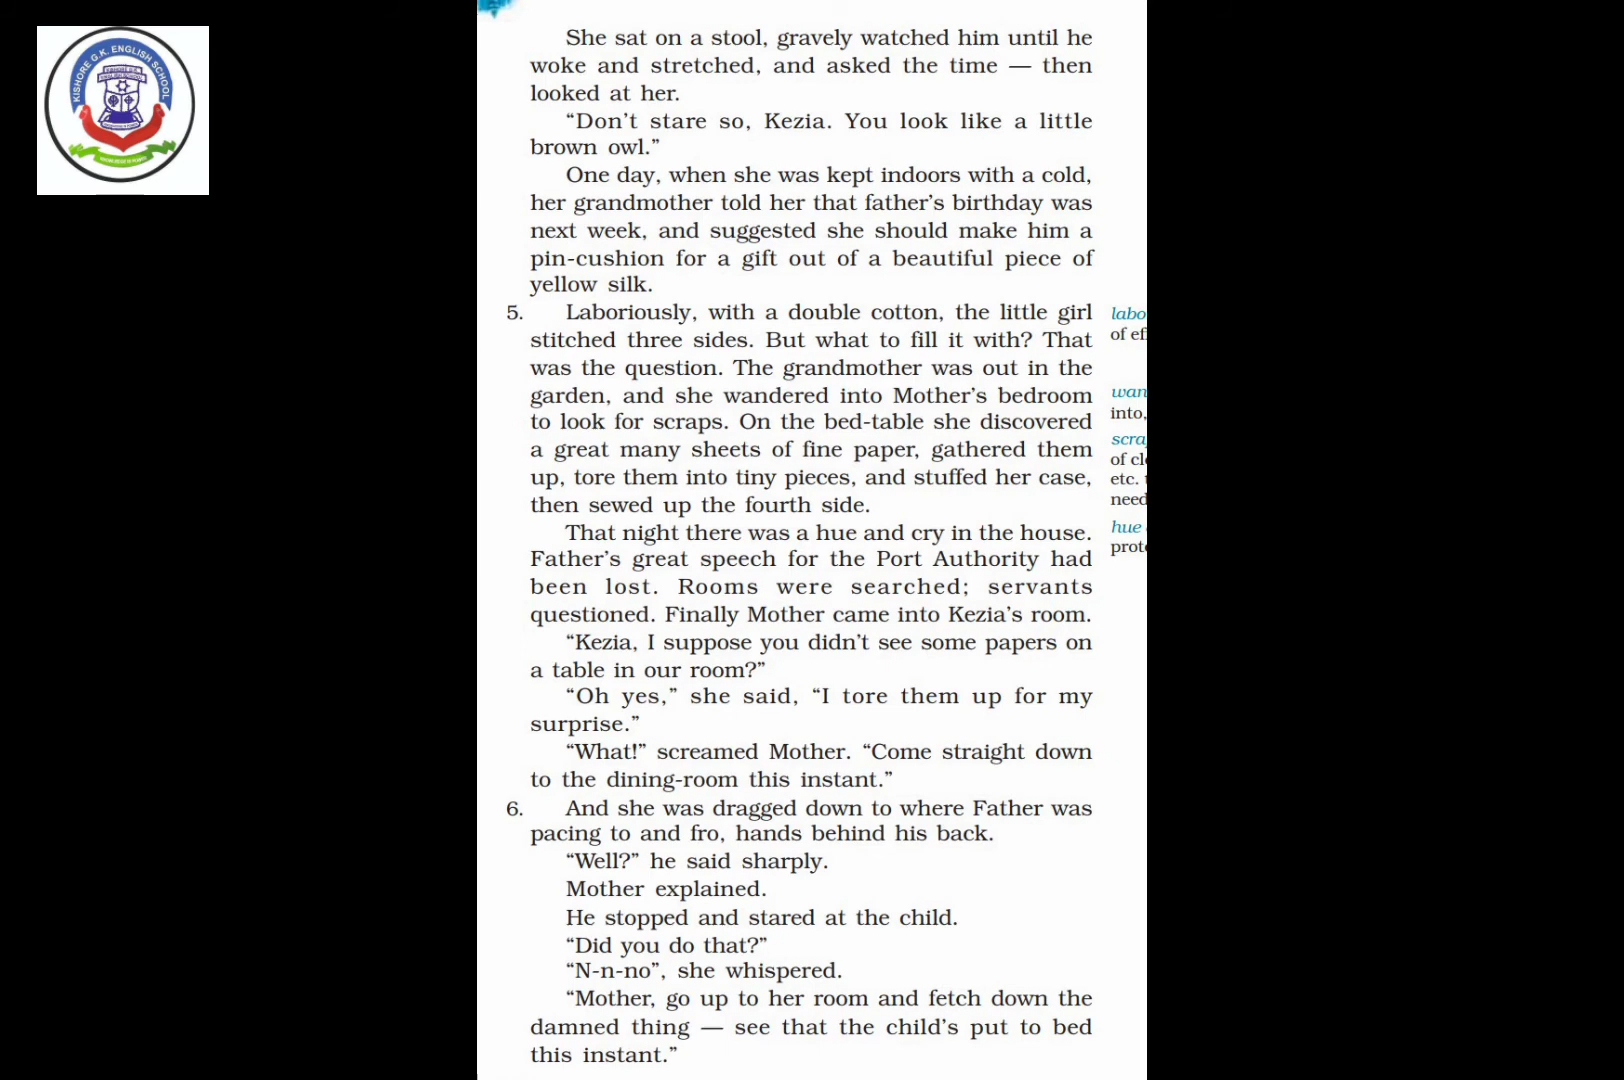 KISHORE G.K. ENGLISH SCHOOL
She sat on a stool, gravely watched him until he
woke and stretched, and asked the time — then
looked at her.
“Don’t stare so, Kezia. You look like a little
brown owl.”
One day, when she was kept indoors with a cold,
her grandmother told her that father’s birthday was
next week, and suggested she should make him a
pin-cushion for a gift out of a beautiful piece of
yellow silk.
5. Laboriously, with a double cotton, the little girl
stitched three sides. But what to fill it with? That
was the question. The grandmother was out in the
garden, and she wandered into Mother’s bedroom
to look for scraps. On the bed-table she discovered
a great many sheets of fine paper, gathered them
up, tore them into tiny pieces, and stuffed her case,
then sewed up the fourth side.
That night there was a hue and cry in the house.
Father’s great speech for the Port Authority had
been lost. Rooms were searched; servants
questioned. Finally Mother came into Kezia’s room.
“Kezia, I suppose you didn’t see some papers on
a table in our room?”
“Oh yes,” she said, “I tore them up for my
surprise.”
“What!” screamed Mother. “Come straight down
to the dining-room this instant.”
6. And she was dragged down to where Father was
pacing to and fro, hands behind his back.
“Well?” he said sharply.
Mother explained.
He stopped and stared at the child.
“Did you do that?”
“N-n-no”, she whispered.
“Mother, go up to her room and fetch down the
damned thing — see that the child’s put to bed
this instant.”
labo
of ef
wan
into,
scra
of cl
etc.
need
hue
prot